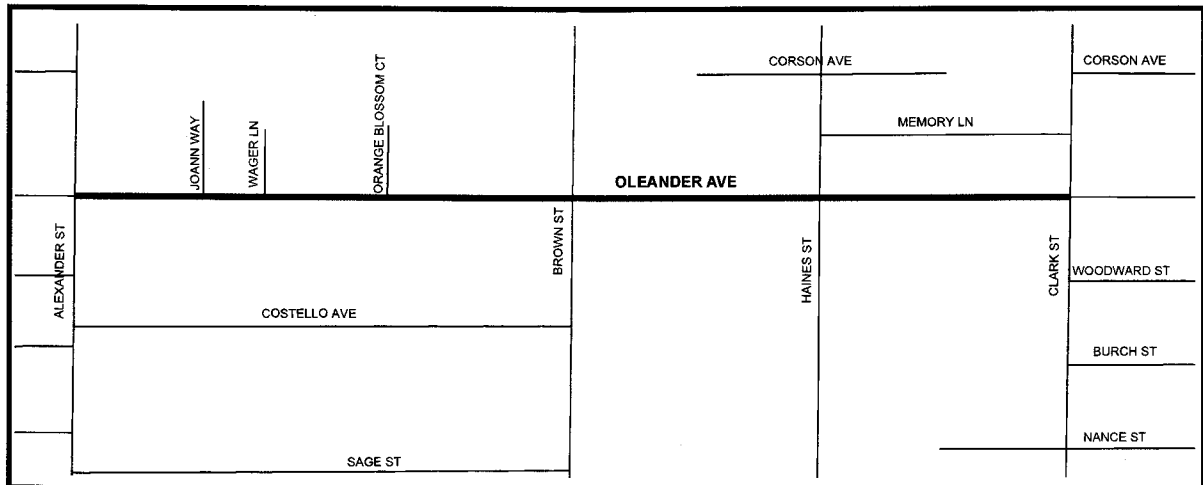 CORSON AVE
CORSON AVE
ORANGE BLOSSOM CT
JOANN WAY
WAGER LN
MEMORY LN
OLEANDER AVE
ALEXANDER ST
BROWN ST
HAINES ST
CLARK ST
WOODWARD ST
COSTELLO AVE
BURCH ST
NANCE ST
SAGE ST